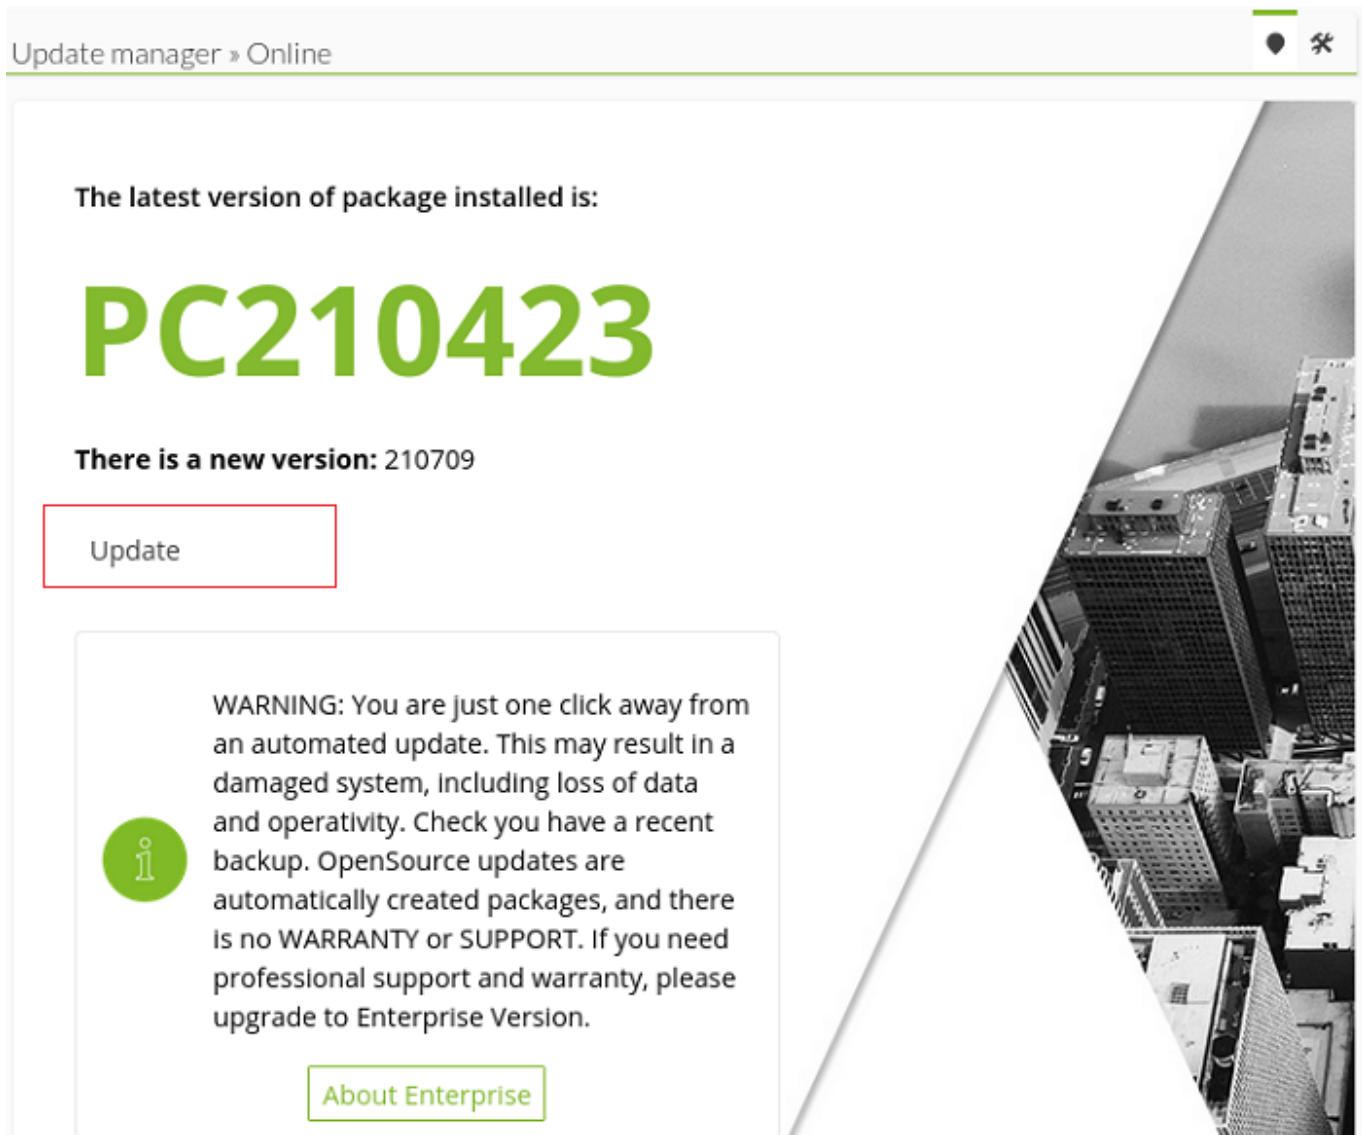 Update manager » Online
The latest version of package installed is:
PC210423
There is a new version: 210709
Update
WARNING: You are just one click away from
an automated update. This may result in a
damaged system, including loss of data
and operativity. Check you have a recent
backup. OpenSource updates are
automatically created packages, and there
is no WARRANTY or SUPPORT. If you need
professional support and warranty, please
upgrade to Enterprise Version.
About Enterprise